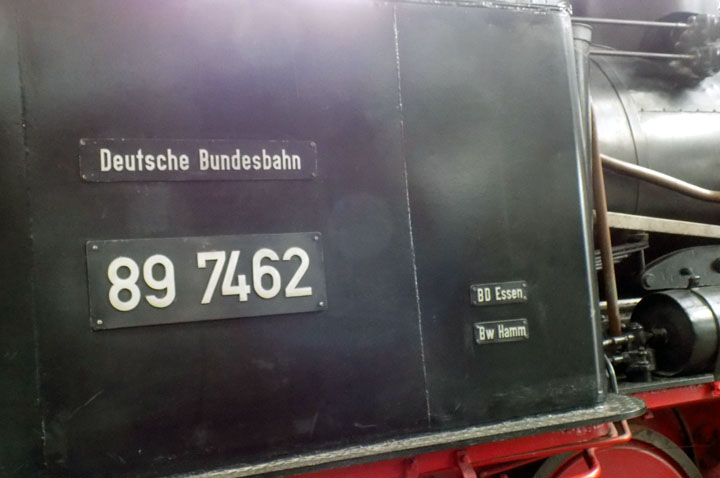 Deutsche Bundesbahn
89 7462
BD Essen
Bw Hamm